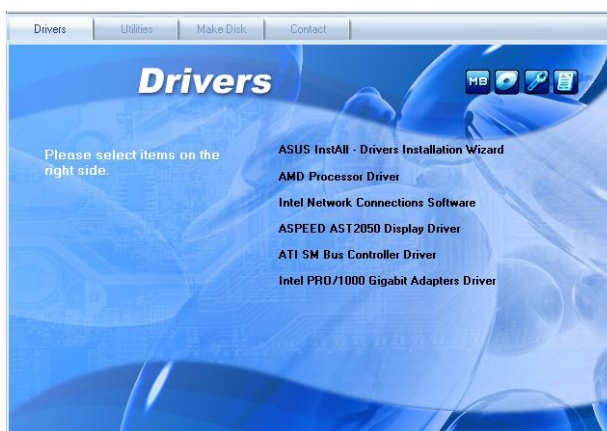 Drivers Utilities Make Disk Contact
Drivers
MB
Please select items on the
right side.
ASUS InstAll - Drivers Installation Wizard
AMD Processor Driver
Intel Network Connections Software
ASPEED AST2050 Display Driver
ATI SM Bus Controller Driver
Intel PRO/1000 Gigabit Adapters Driver